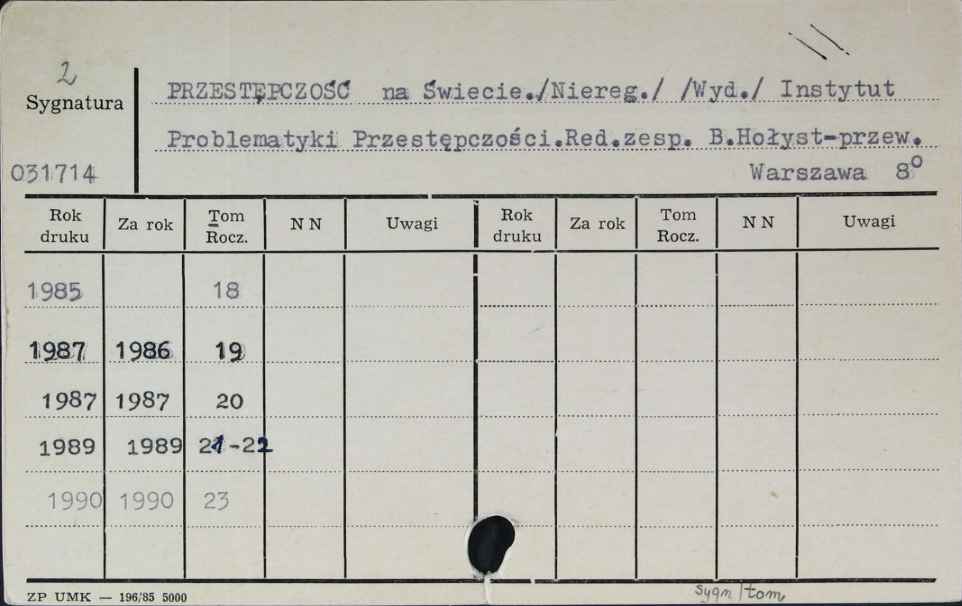 2
Sygnatura
031714
PRZESTĘPCZOŚĆ na Świecie./Niereg./ /Wyd./ Instytut
Problematyki Przestępczości.Red.zesp. B.Hołyst-przew.
Warszawa 8°
Rok druku Za rok Tom Rocz. N N Uwagi Rok druku Za rok Tom Rocz. N N Uwagi
1985 18
1987 1986 19
1987 1987 20
1989 1989 21-22
1990 1990 23
ZP UMK — 196/85 5000
sygn/tom